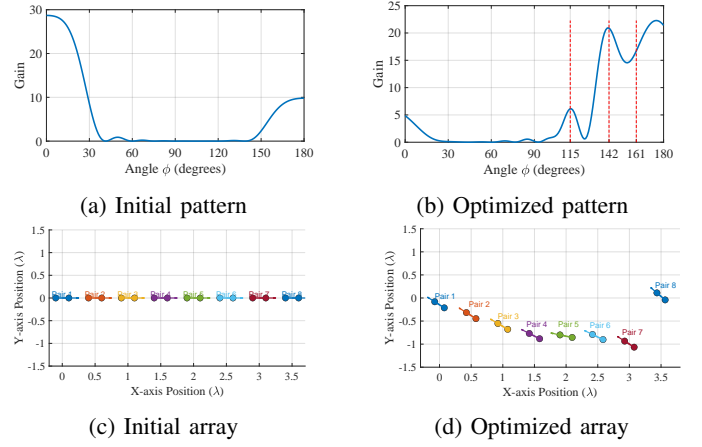 30
20
10
0
Gain
0 30 60 90 120 150 180
Angle ϕ (degrees)
(a) Initial pattern
25
20
15
10
5
0
Gain
0 30 60 90 115 142 161 180
Angle ϕ (degrees)
(b) Optimized pattern
1.5
1
0.5
0
-0.5
-1
-1.5
Y-axis Position (λ)
Pair 2 Pair 3 Pair 4 Pair 5 Pair 6 Pair 7 Pair 8
0 0.5 1 1.5 2 2.5 3 3.5
X-axis Position (λ)
(c) Initial array
1.5
1
0.5
0
-0.5
-1
-1.5
Y-axis Position (λ)
Pair 1
Pair 2
Pair 3
Pair 4
Pair 5
Pair 6
Pair 7
Pair 8
0 0.5 1 1.5 2 2.5 3 3.5
X-axis Position (λ)
(d) Optimized array